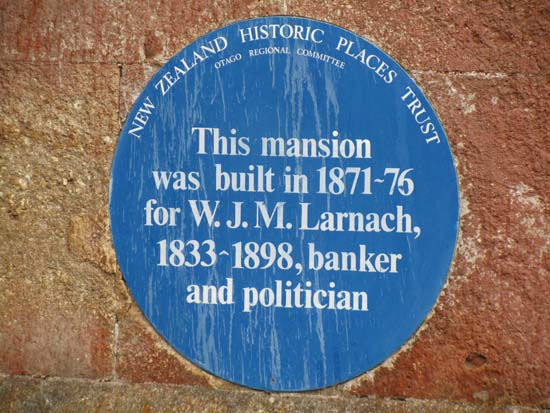 NEW ZEALAND HISTORIC PLACES TRUST
OTAGO REGIONAL COMMITTEE
This mansion
was built in 1871-76
for W. J. M. Larnach,
1833-1898, banker
and politician